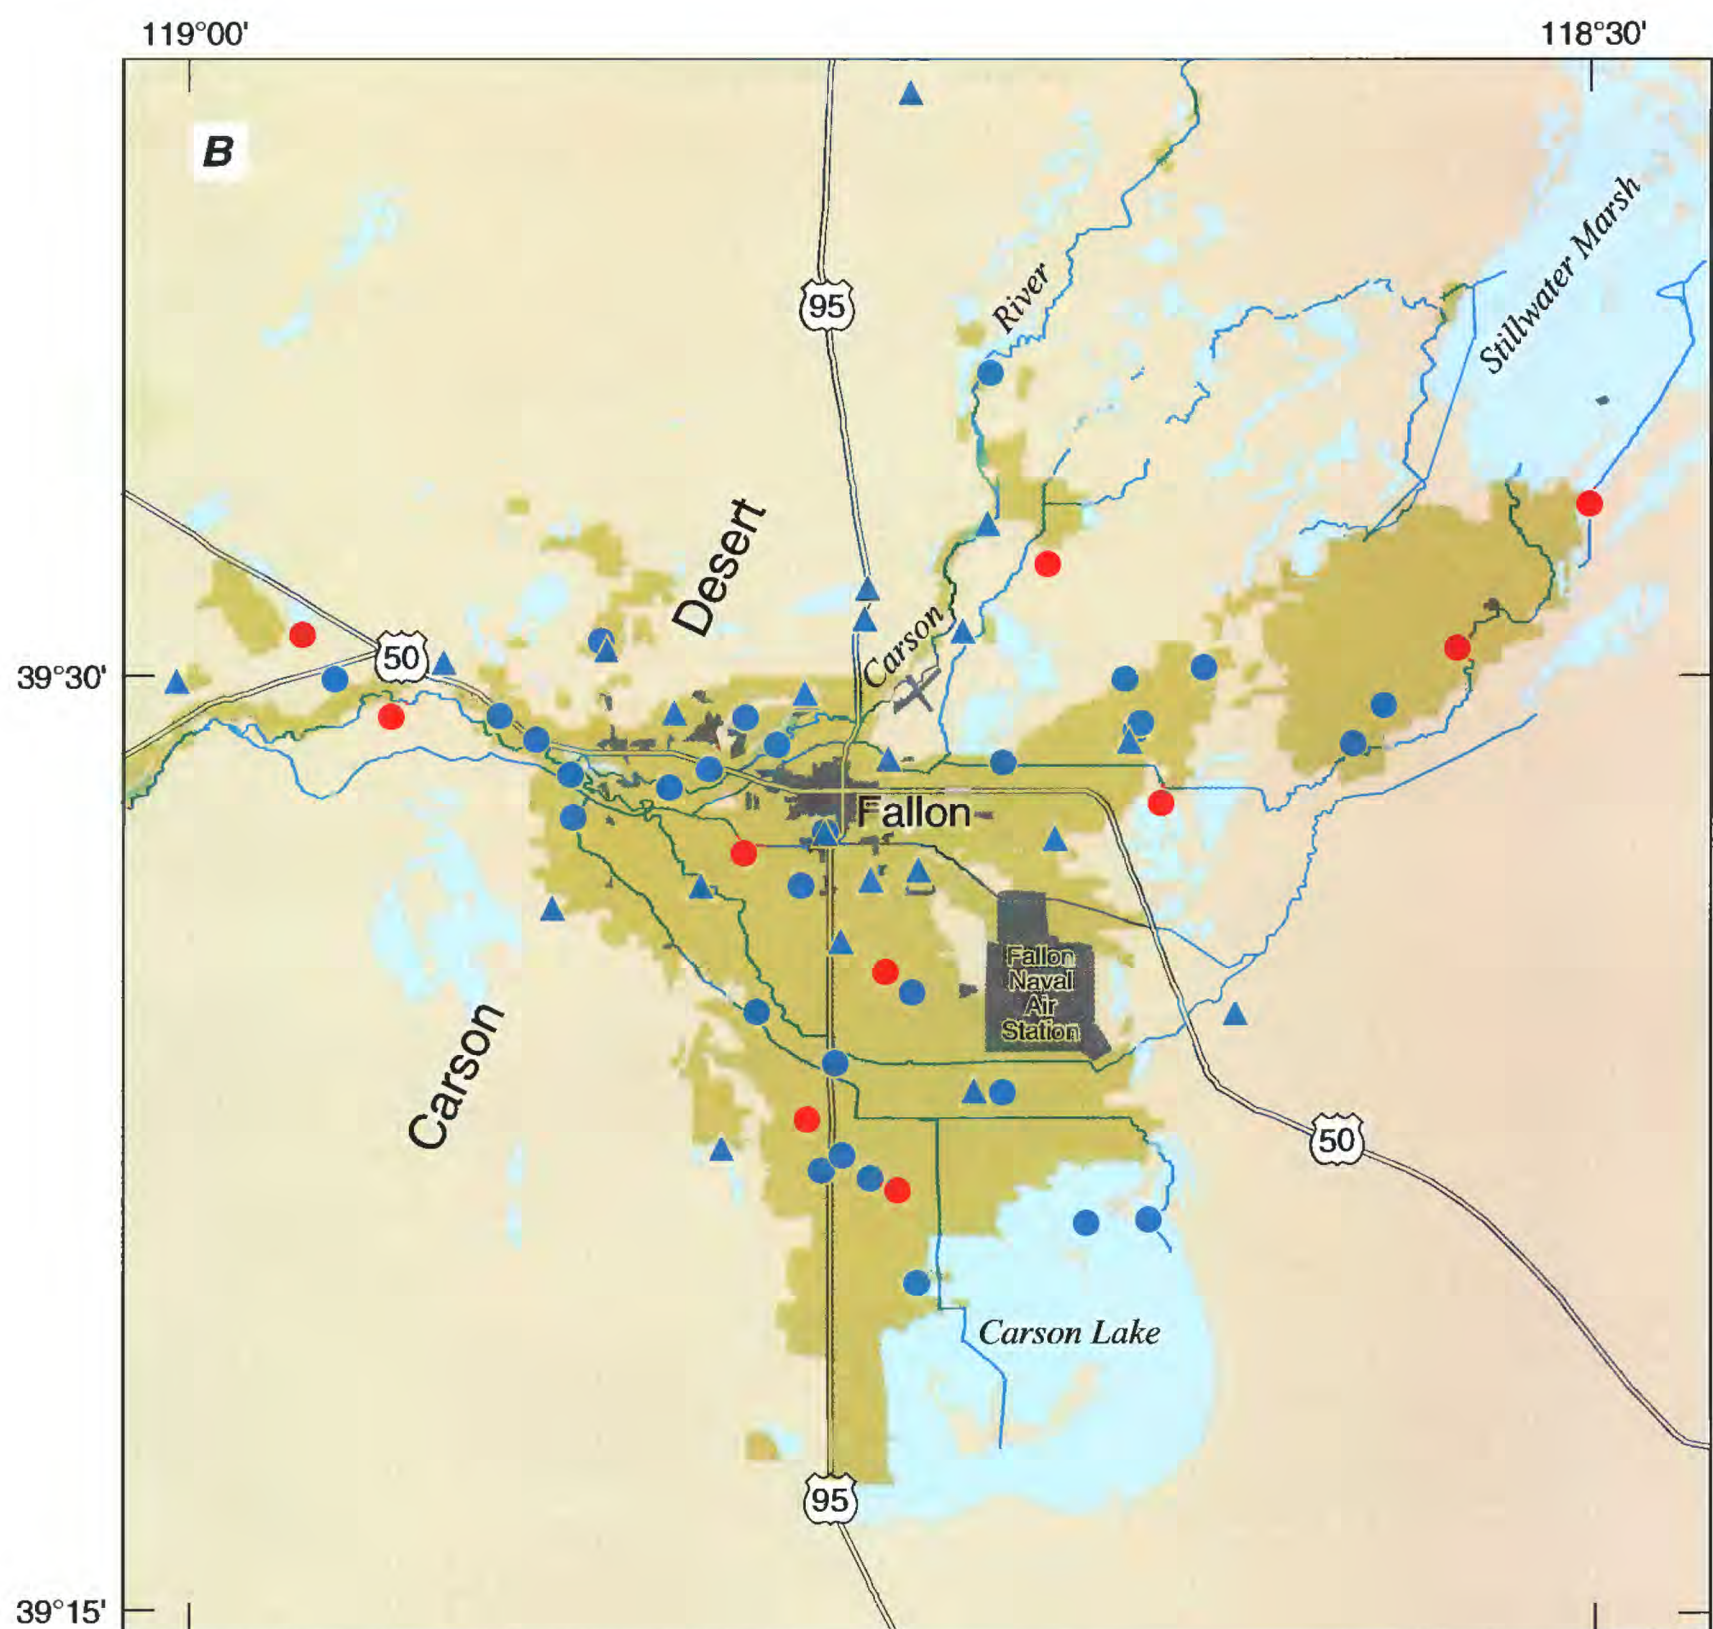 119°00'
118°30'
B
Stillwater Marsh
95
River
Desert
Carson
50
39°30'
Fallon
Fallon
Naval
Air
Station
Carson
50
Carson Lake
95
39°15'